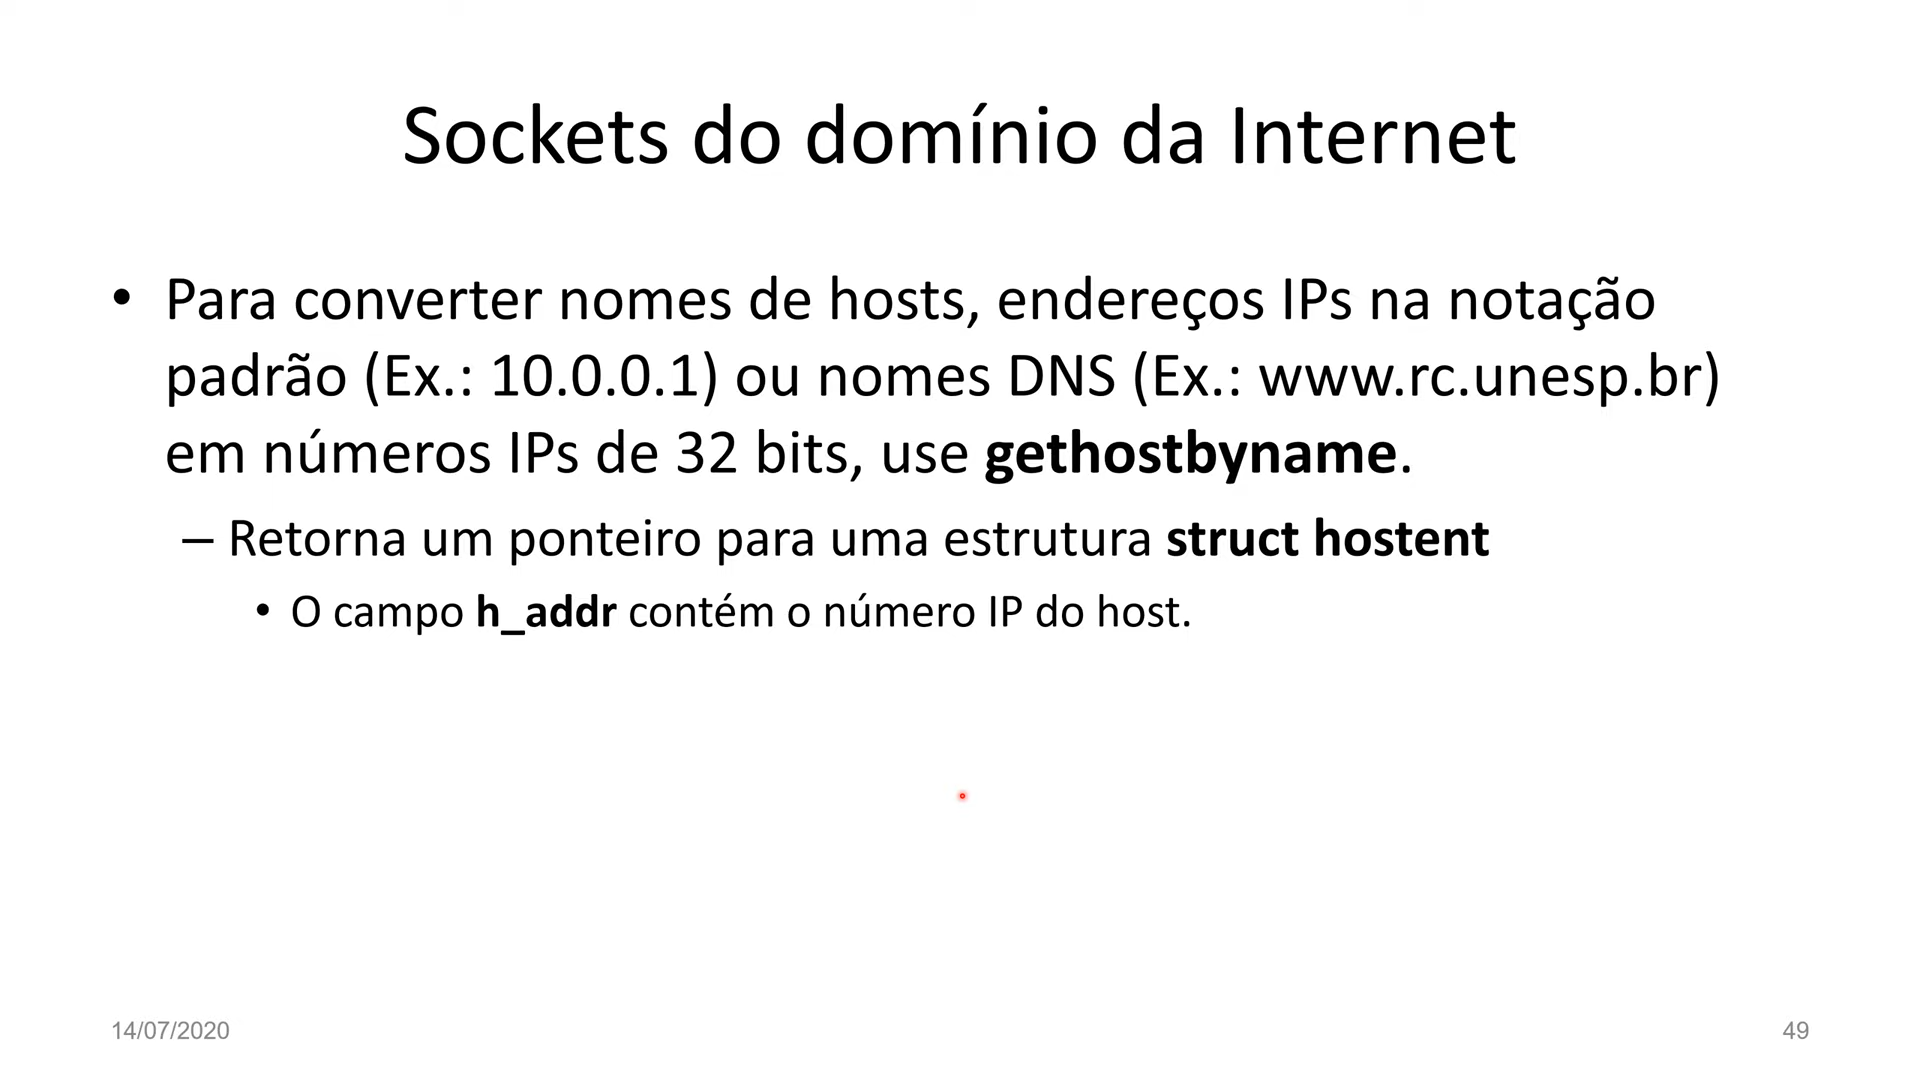 Sockets do domínio da Internet
• Para converter nomes de hosts, endereços IPs na notação
padrão (Ex.: 10.0.0.1) ou nomes DNS (Ex.: www.rc.unesp.br)
em números IPs de 32 bits, use gethostbyname.
– Retorna um ponteiro para uma estrutura struct hostent
• O campo h_addr contém o número IP do host.
14/07/2020
49